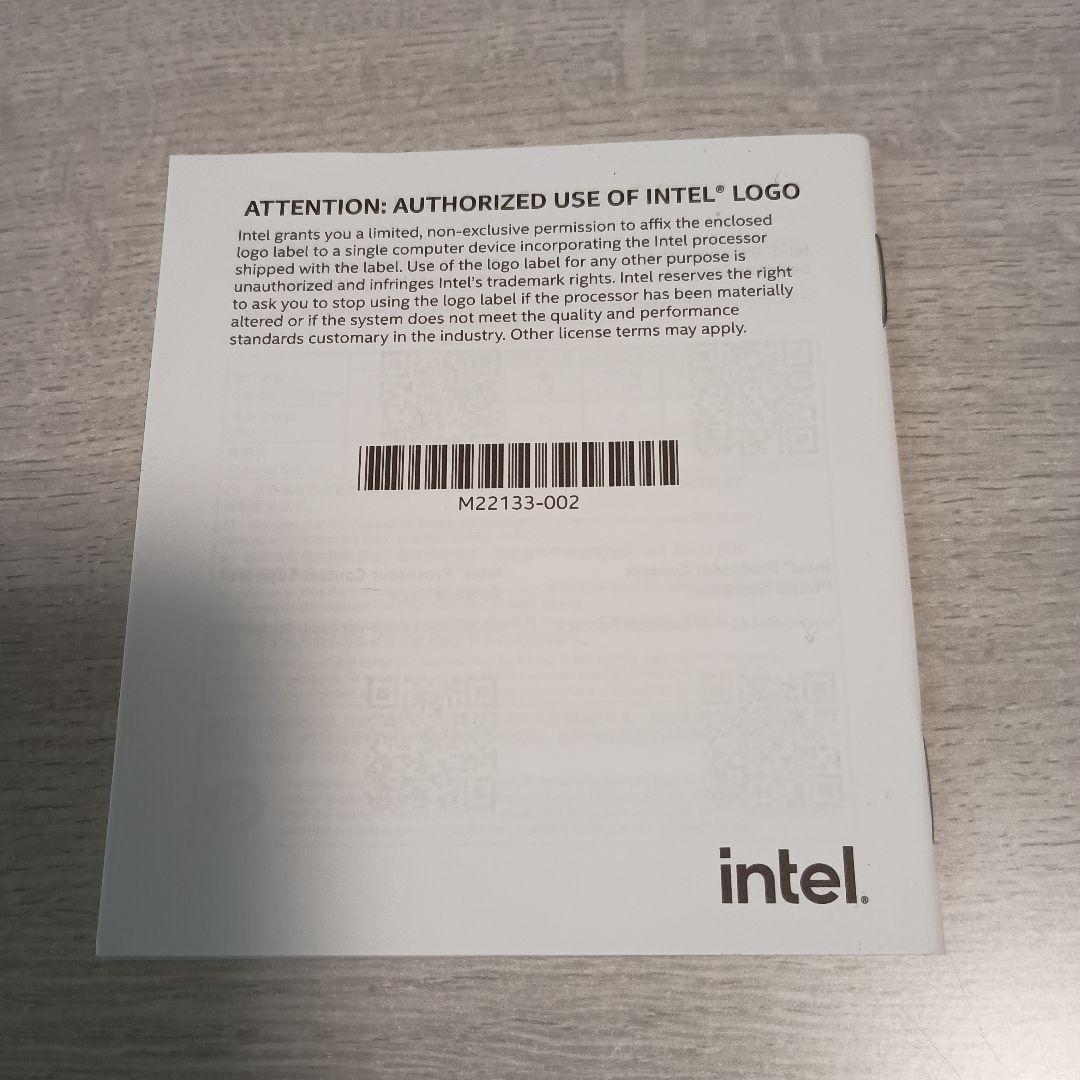 ATTENTION: AUTHORIZED USE OF INTEL® LOGO
Intel grants you a limited, non-exclusive permission to affix the enclosed
logo label to a single computer device incorporating the Intel processor
shipped with the label. Use of the logo label for any other purpose is
unauthorized and infringes Intel's trademark rights. Intel reserves the right
to ask you to stop using the logo label if the processor has been materially
altered or if the system does not meet the quality and performance
standards customary in the industry. Other license terms may apply.
M22133-002
intel®